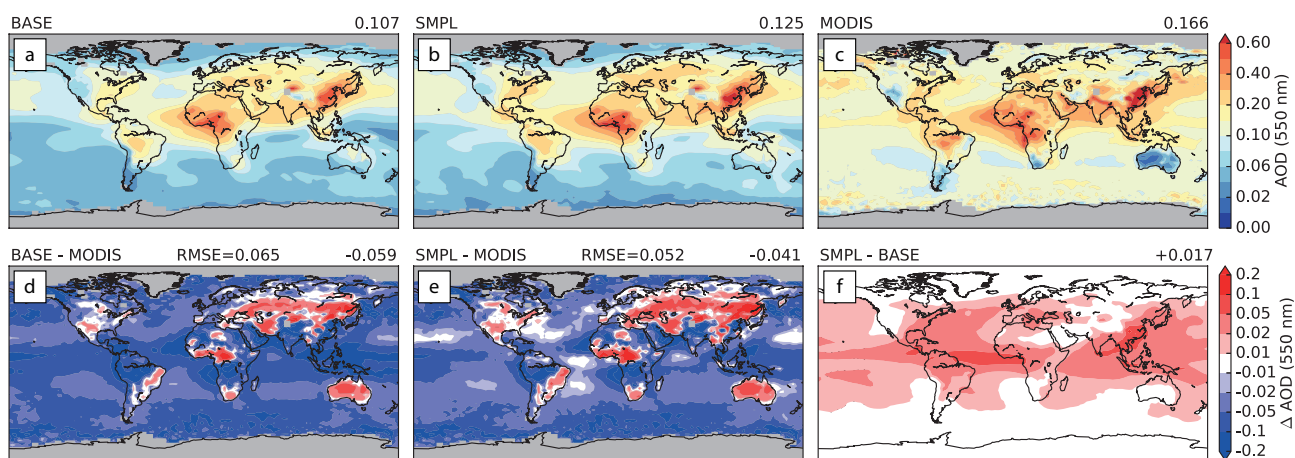 BASE 0.107
a
SMPL 0.125
b
MODIS 0.166
c
0.60
0.40
0.20
0.10
0.06
0.02
0.00
AOD (550 nm)
BASE - MODIS RMSE=0.065 -0.059
d
SMPL - MODIS RMSE=0.052 -0.041
e
SMPL - BASE +0.017
f
0.2
0.1
0.05
0.02
0.01
-0.01
-0.02
-0.05
-0.1
-0.2
Δ AOD (550 nm)